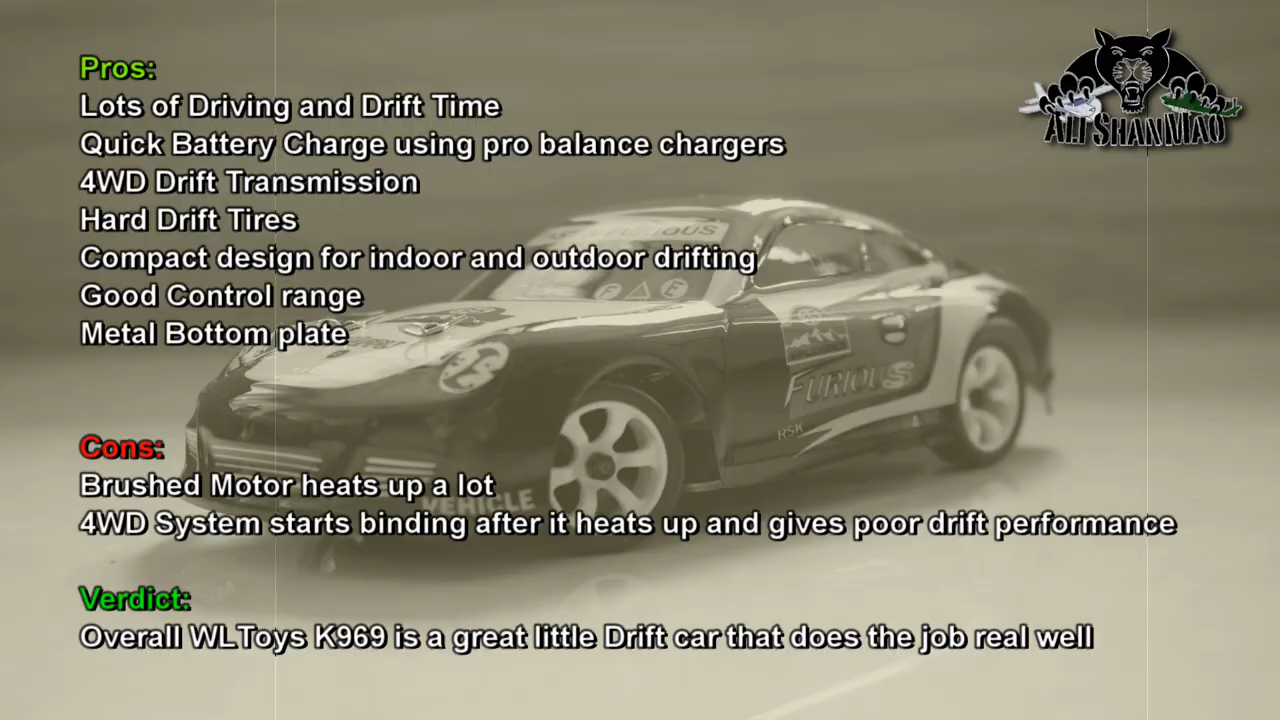 Pros:
Lots of Driving and Drift Time
Quick Battery Charge using pro balance chargers
4WD Drift Transmission
Hard Drift Tires
Compact design for indoor and outdoor drifting
Good Control range
Metal Bottom plate
Cons:
Brushed Motor heats up a lot
4WD System starts binding after it heats up and gives poor drift performance
Verdict:
Overall WLToys K969 is a great little Drift car that does the job real well
ALI SHANMAO
FURIOUS
RSK
VEHICLE
F E